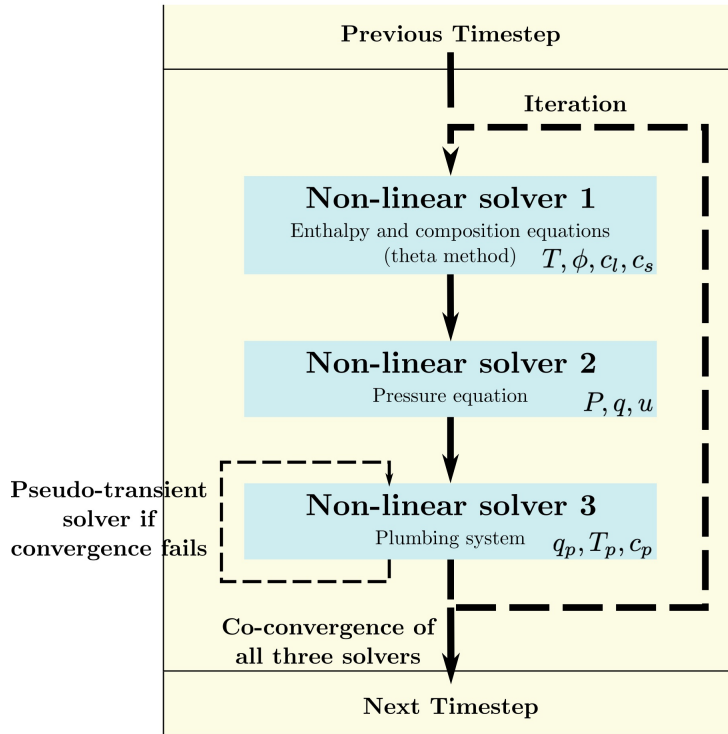 Previous Timestep
Iteration
Non-linear solver 1
Enthalpy and composition equations
(theta method)
T, ϕ, c_l, c_s
Non-linear solver 2
Pressure equation
P, q, u
Pseudo-transient
solver if
convergence fails
Non-linear solver 3
Plumbing system
q_p, T_p, c_p
Co-convergence of
all three solvers
Next Timestep